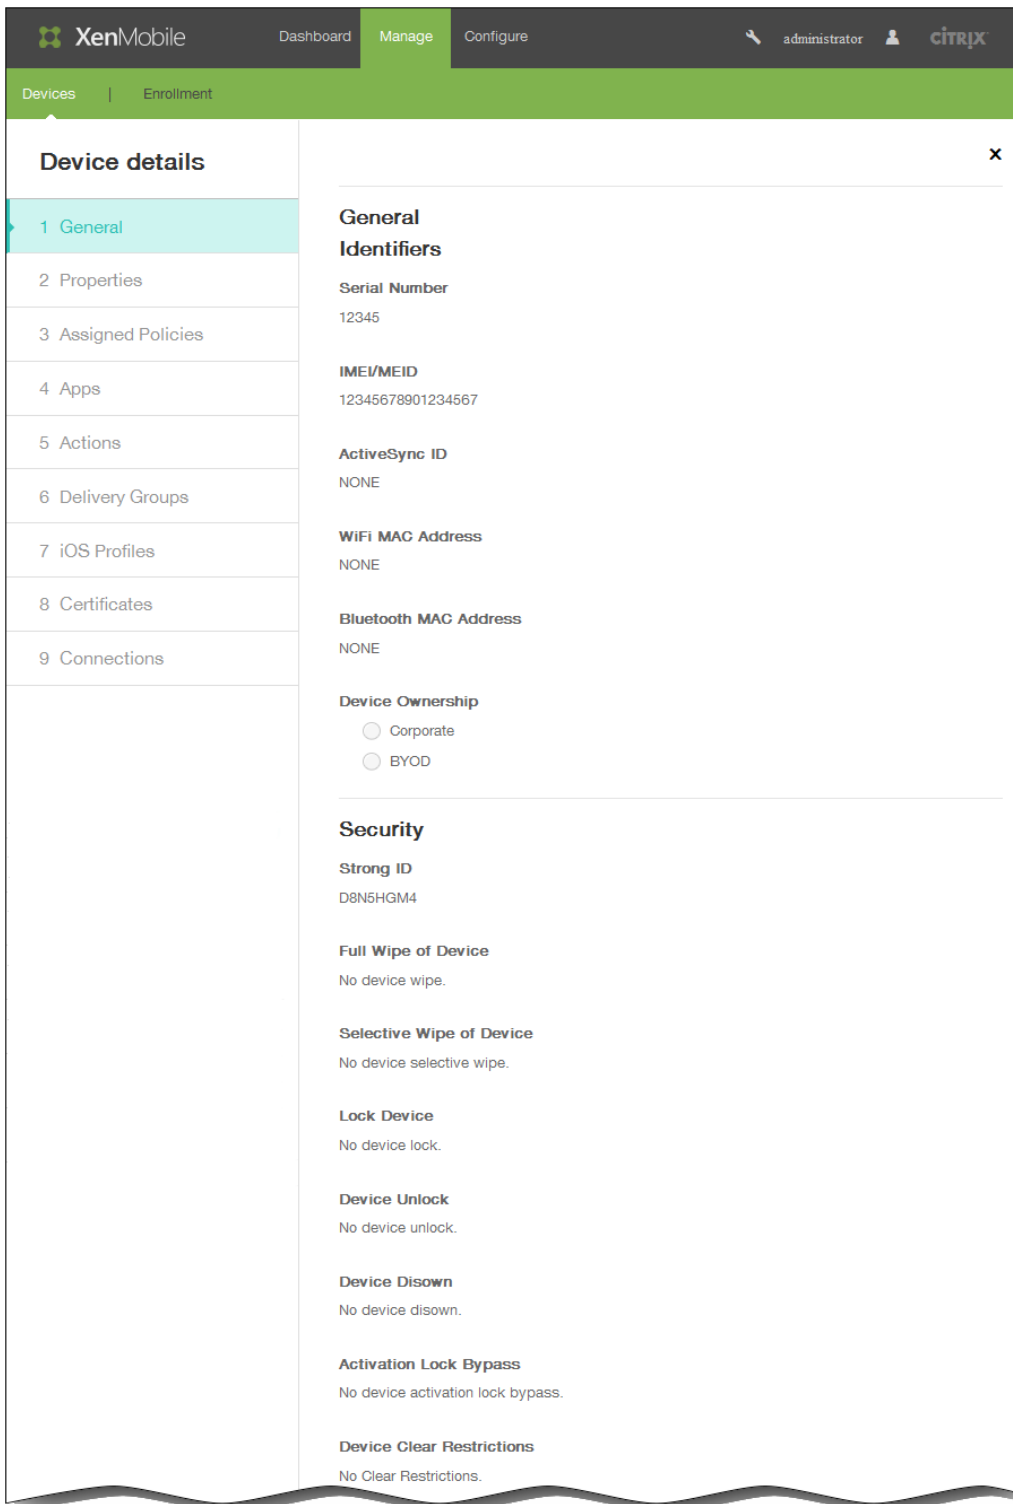 XenMobile
Dashboard
Manage
Configure
administrator
CITRIX
Devices | Enrollment
Device details
1 General
2 Properties
3 Assigned Policies
4 Apps
5 Actions
6 Delivery Groups
7 iOS Profiles
8 Certificates
9 Connections
General
Identifiers
Serial Number
12345
IMEI/MEID
12345678901234567
ActiveSync ID
NONE
WiFi MAC Address
NONE
Bluetooth MAC Address
NONE
Device Ownership
Corporate
BYOD
Security
Strong ID
D8N5HGM4
Full Wipe of Device
No device wipe.
Selective Wipe of Device
No device selective wipe.
Lock Device
No device lock.
Device Unlock
No device unlock.
Device Disown
No device disown.
Activation Lock Bypass
No device activation lock bypass.
Device Clear Restrictions
No Clear Restrictions.